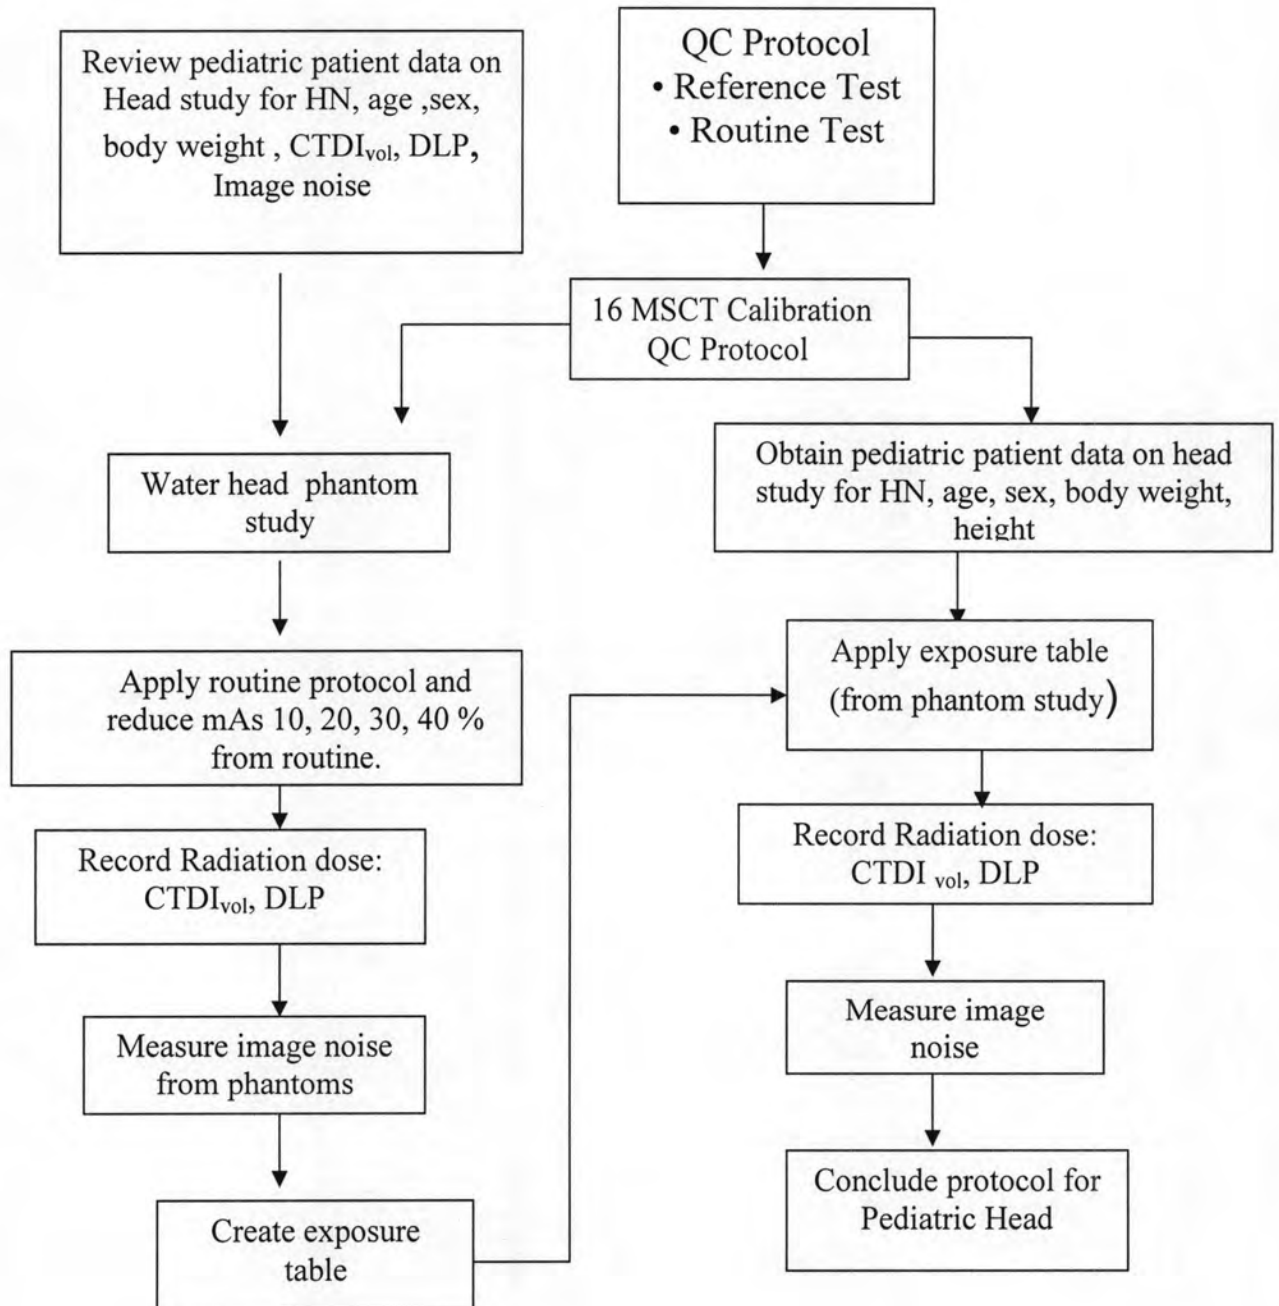 Review pediatric patient data on
Head study for HN, age ,sex,
body weight , CTDIvol, DLP,
Image noise
QC Protocol
• Reference Test
• Routine Test
16 MSCT Calibration
QC Protocol
Water head phantom
study
Obtain pediatric patient data on head
study for HN, age, sex, body weight,
height
Apply routine protocol and
reduce mAs 10, 20, 30, 40 %
from routine.
Apply exposure table
(from phantom study)
Record Radiation dose:
CTDIvol, DLP
Record Radiation dose:
CTDI vol, DLP
Measure image noise
from phantoms
Measure image
noise
Create exposure
table
Conclude protocol for
Pediatric Head